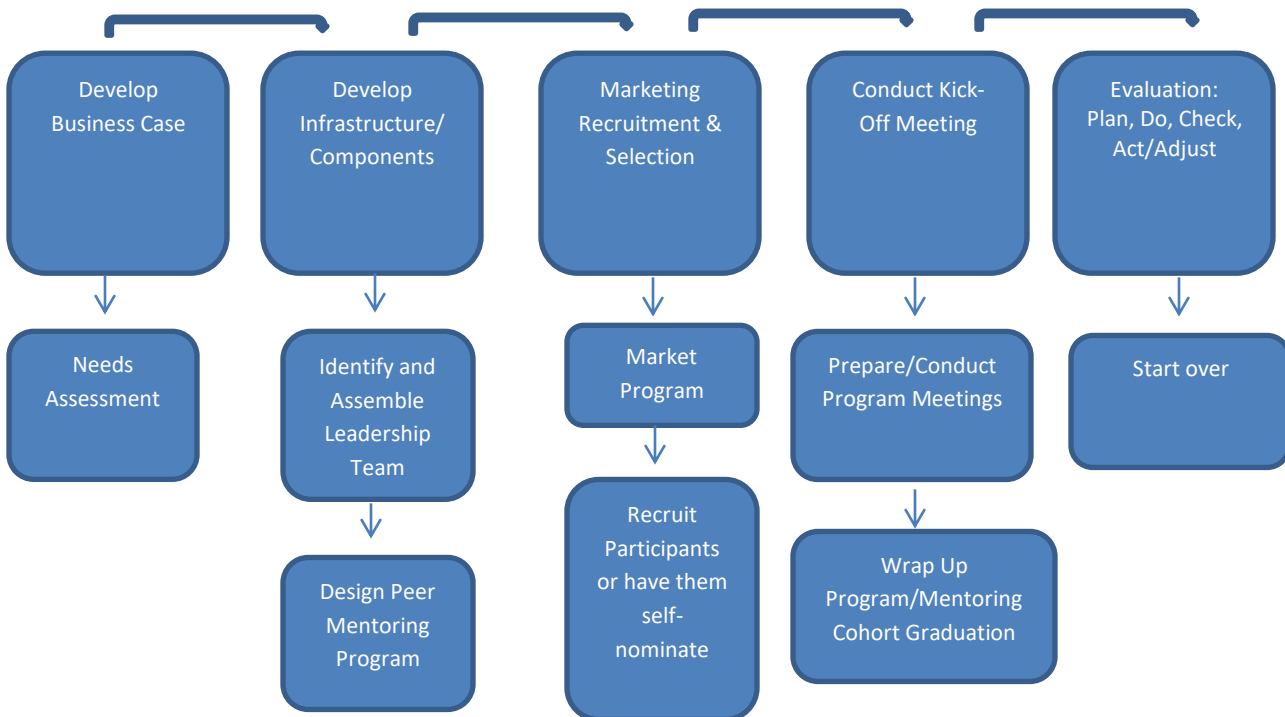 Develop
Business Case
Develop
Infrastructure/
Components
Marketing
Recruitment &
Selection
Conduct Kick-
Off Meeting
Evaluation:
Plan, Do, Check,
Act/Adjust
Needs
Assessment
Identify and
Assemble
Leadership
Team
Market
Program
Prepare/Conduct
Program Meetings
Start over
Design Peer
Mentoring
Program
Recruit
Participants
or have them
self-
nominate
Wrap Up
Program/Mentoring
Cohort Graduation